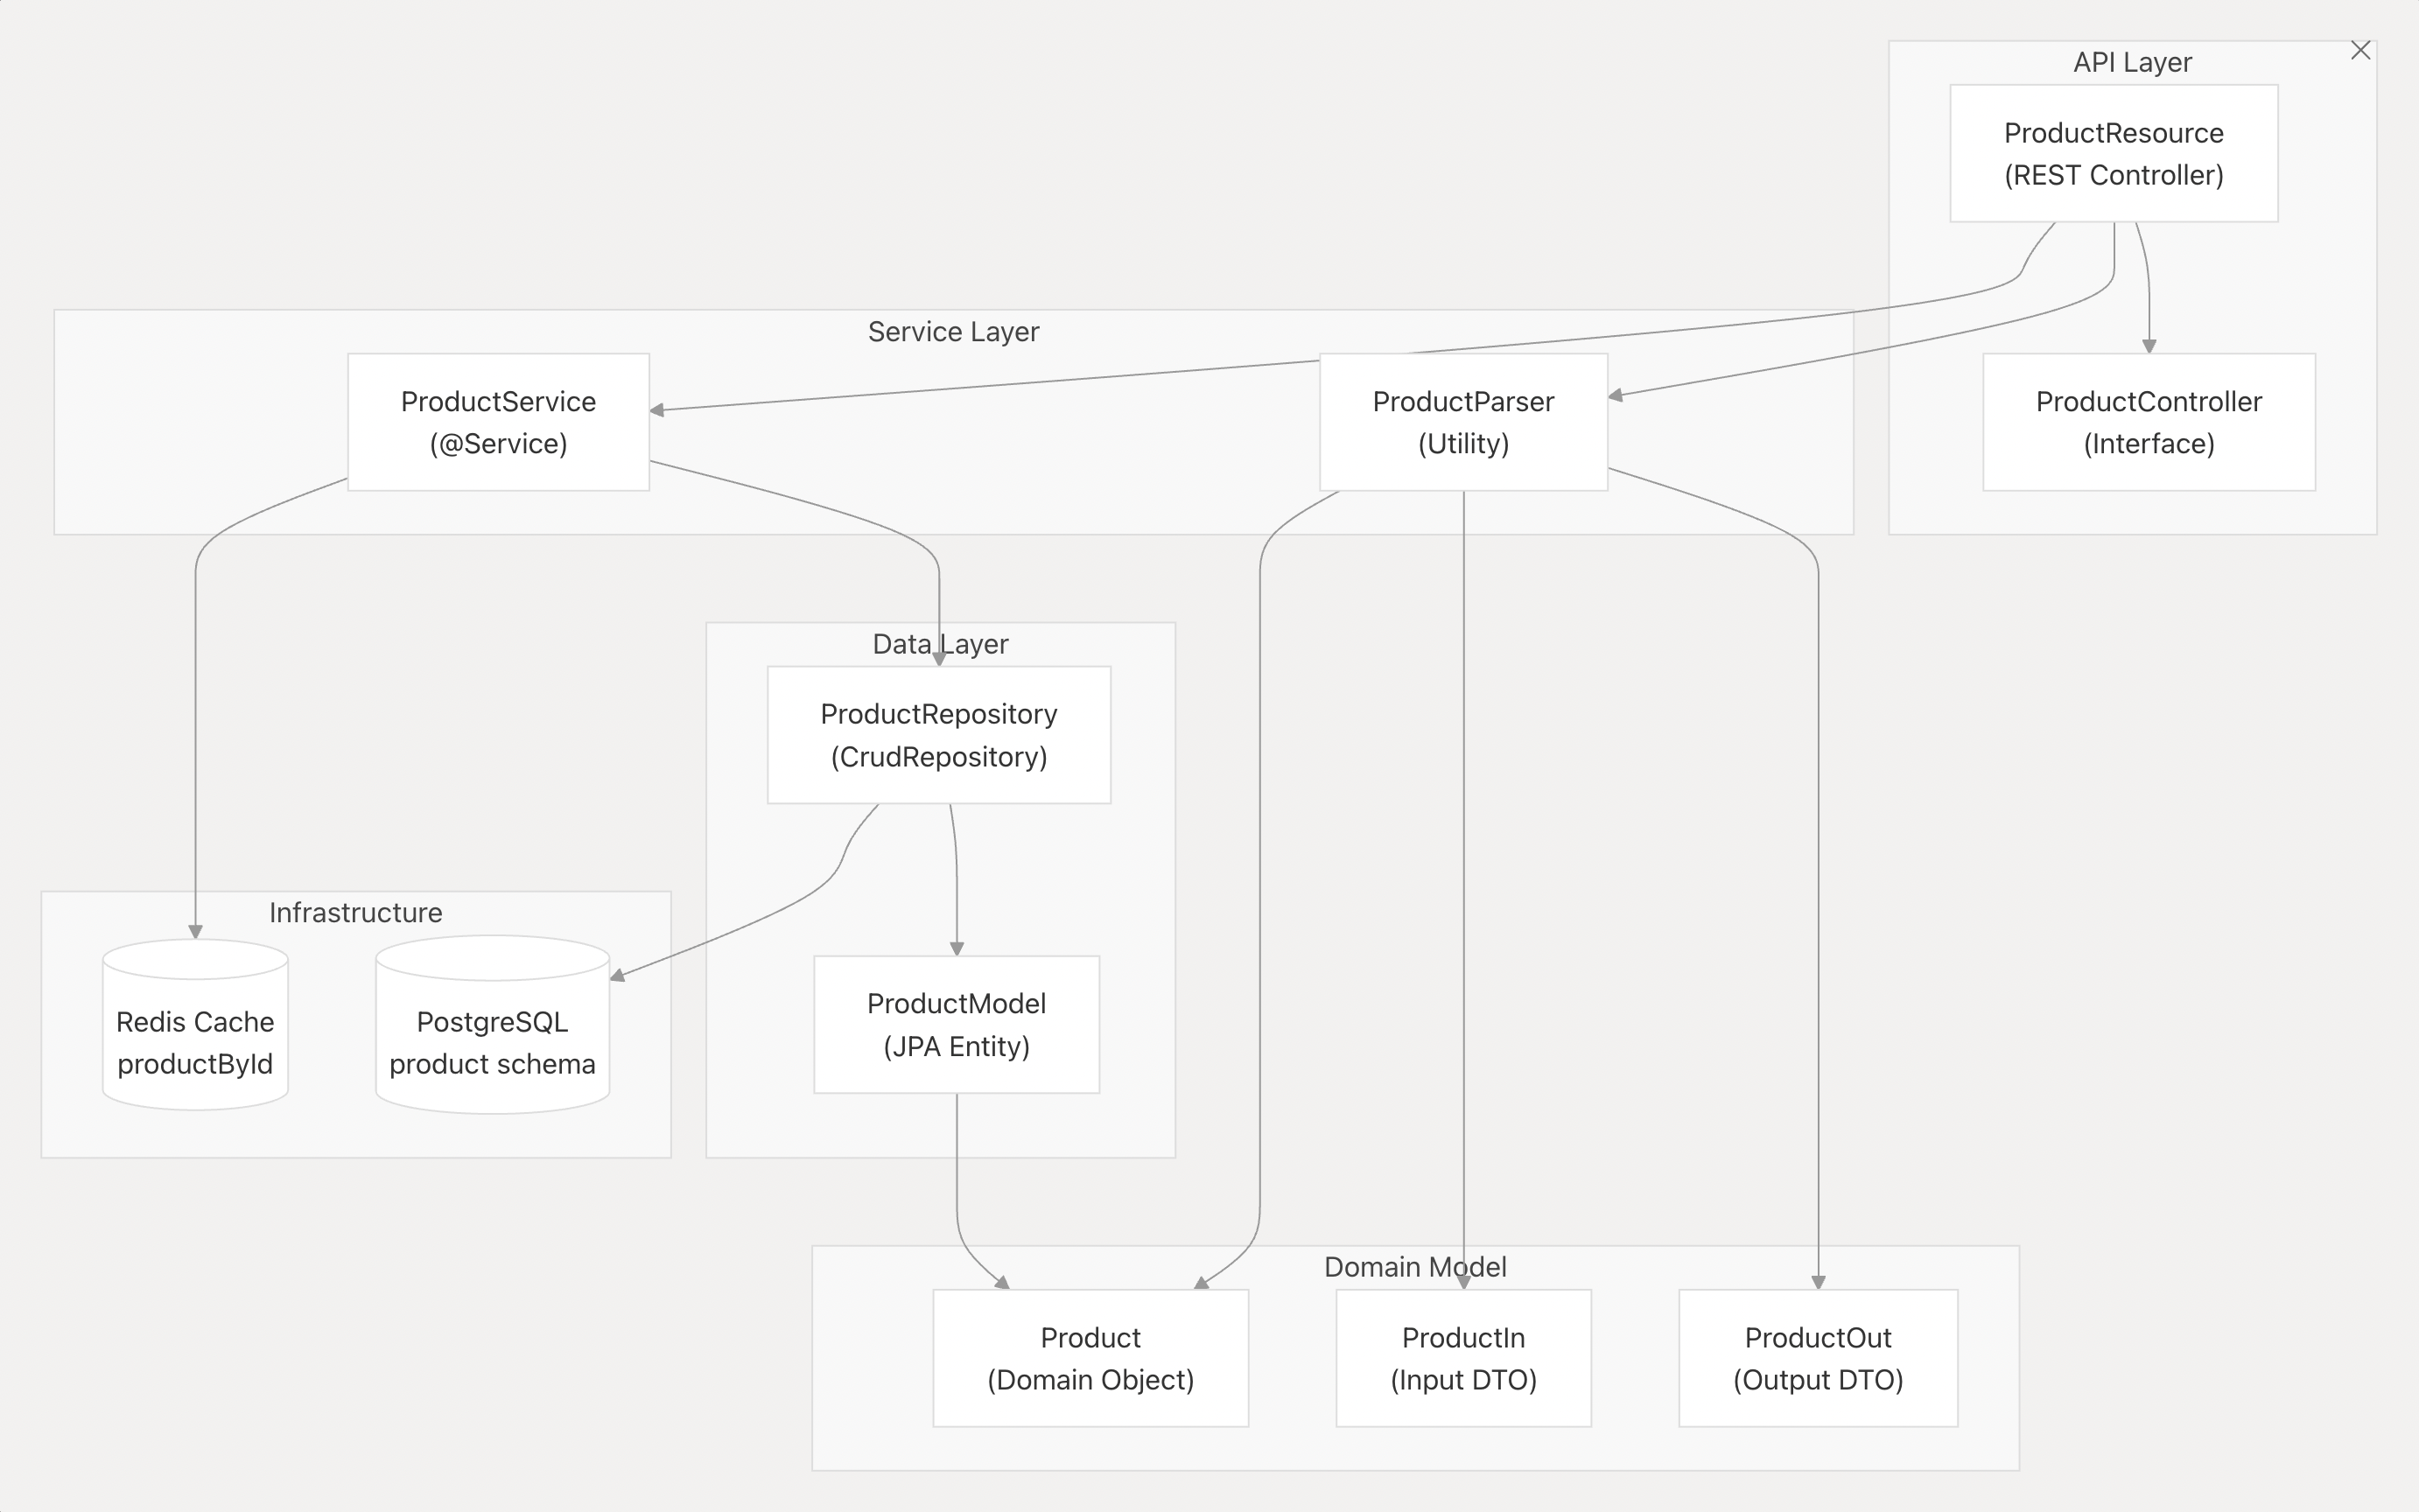 API Layer
ProductResource
(REST Controller)
Service Layer
ProductService
(@Service)
ProductParser
(Utility)
ProductController
(Interface)
Data Layer
ProductRepository
(CrudRepository)
Infrastructure
Redis Cache
productById
PostgreSQL
product schema
ProductModel
(JPA Entity)
Domain Model
Product
(Domain Object)
ProductIn
(Input DTO)
ProductOut
(Output DTO)